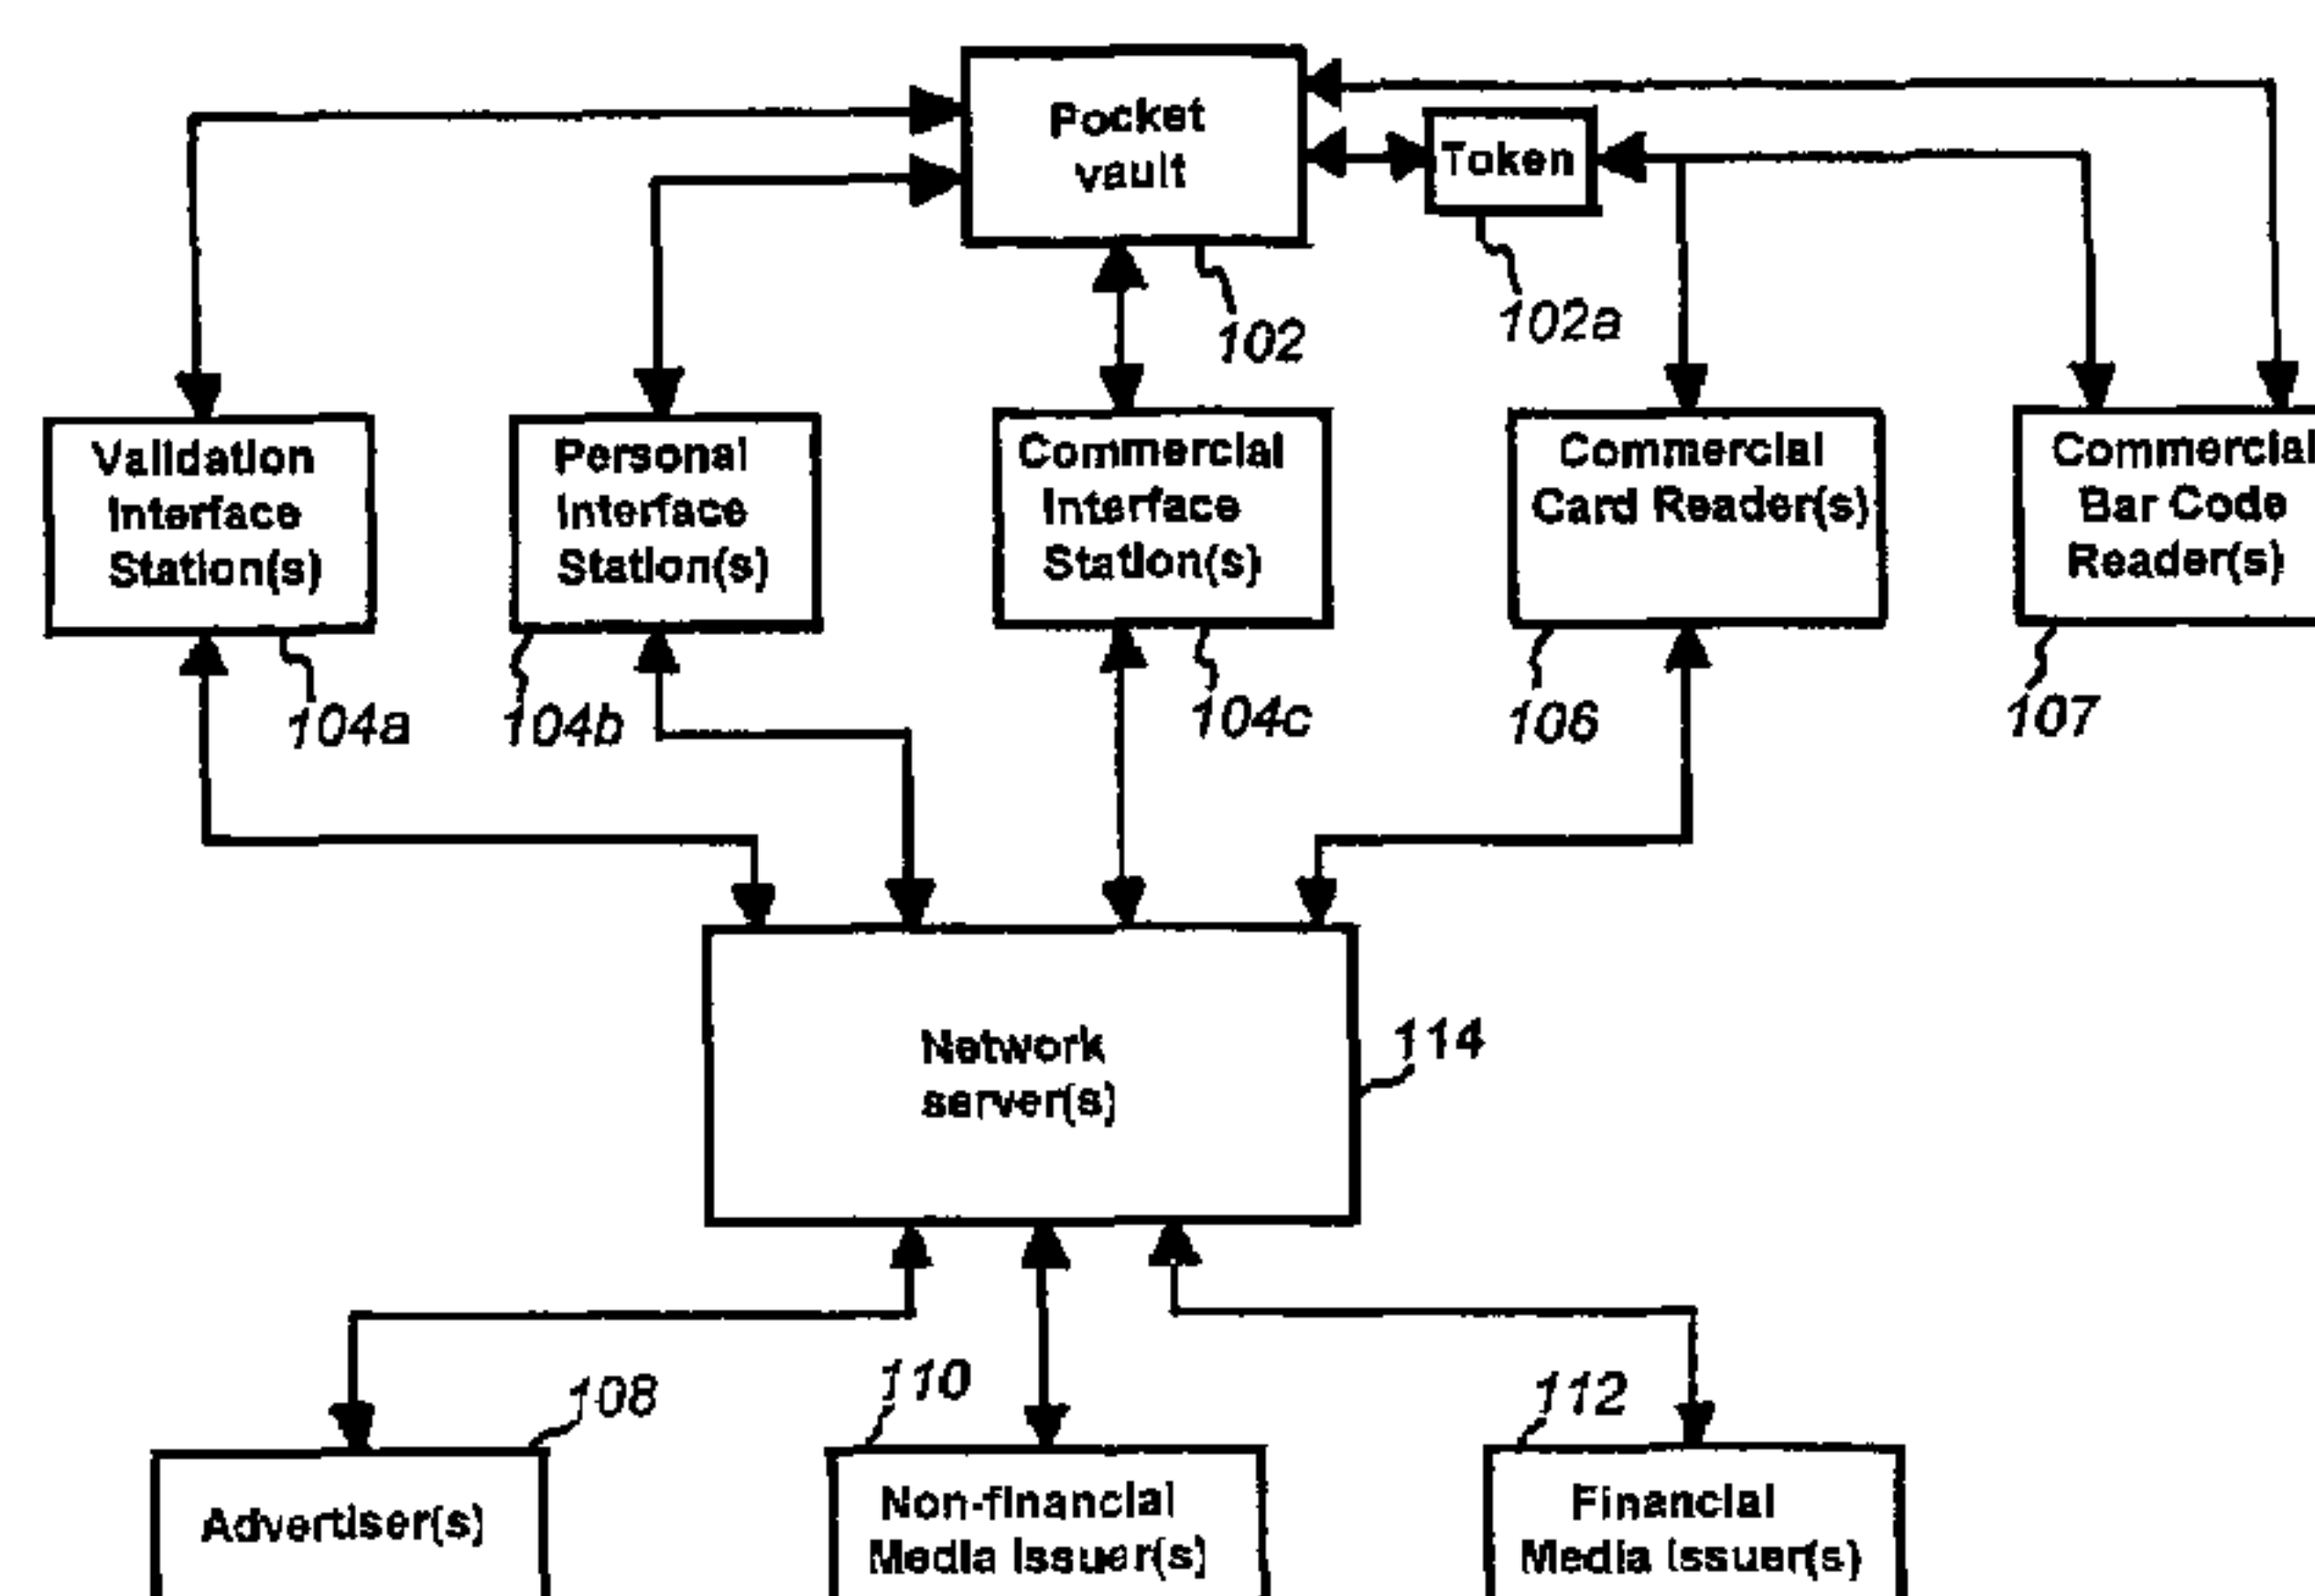 Pocket
vault
Token
102
102a
Validation
Interface
Station(s)
Personal
Interface
Station(s)
Commercial
Interface
Station(s)
Commercial
Card Reader(s)
Commercial
Bar Code
Reader(s)
104a
104b
104c
106
107
Network
server(s)
114
108
110
112
Advertiser(s)
Non-financial
Media Issuer(s)
Financial
Media Issuer(s)